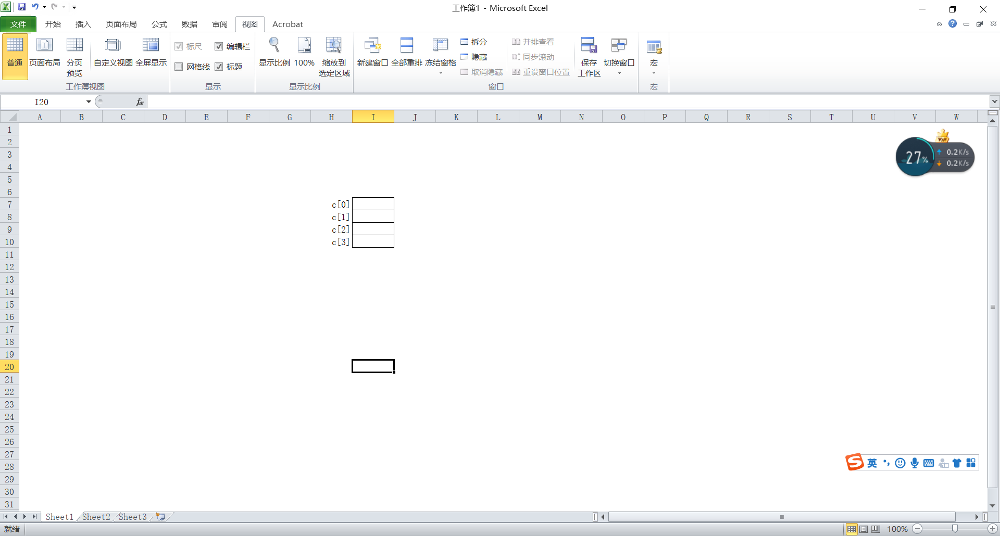 工作簿1 - Microsoft Excel
文件 开始 插入 页面布局 公式 数据 审阅 视图 Acrobat
普通 页面布局 分页预览 自定义视图 全屏显示
工作簿视图
标尺 编辑栏
网格线 标题
显示
显示比例 100% 缩放到选定区域
显示比例
新建窗口 全部重排 冻结窗格
拆分
隐藏
取消隐藏
并排查看
同步滚动
重设窗口位置
保存工作区 切换窗口
窗口
宏
宏
I20 fx
A B C D E F G H I J K L M N O P Q R S T U V W
1
2
3
4
5
6
7 c[0]
8 c[1]
9 c[2]
10 c[3]
11
12
13
14
15
16
17
18
19
20
21
22
23
24
25
26
27
28
29
30
31
VIP
27%
0.2K/s
0.2K/s
S 英
Sheet1 Sheet2 Sheet3
就绪 100%